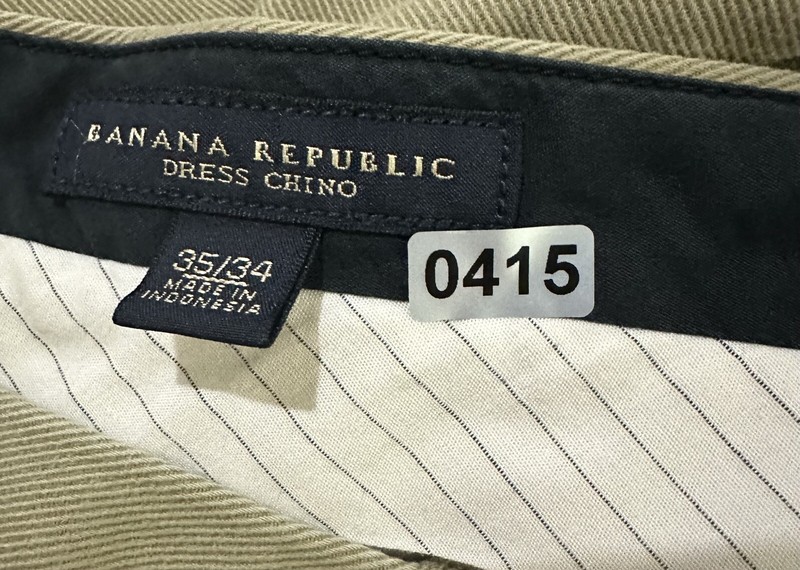 BANANA REPUBLIC
DRESS CHINO
35/34
MADE IN
INDONESIA
0415